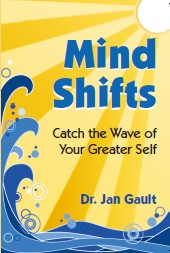 Mind
Shifts
Catch the Wave of
Your Greater Self
Dr. Jan Gault